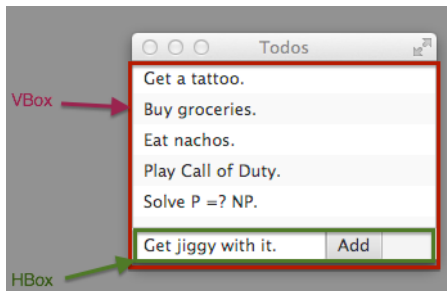 Todos
Get a tattoo.
VBox
Buy groceries.
Eat nachos.
Play Call of Duty.
Solve P =? NP.
Get jiggy with it. Add
HBox